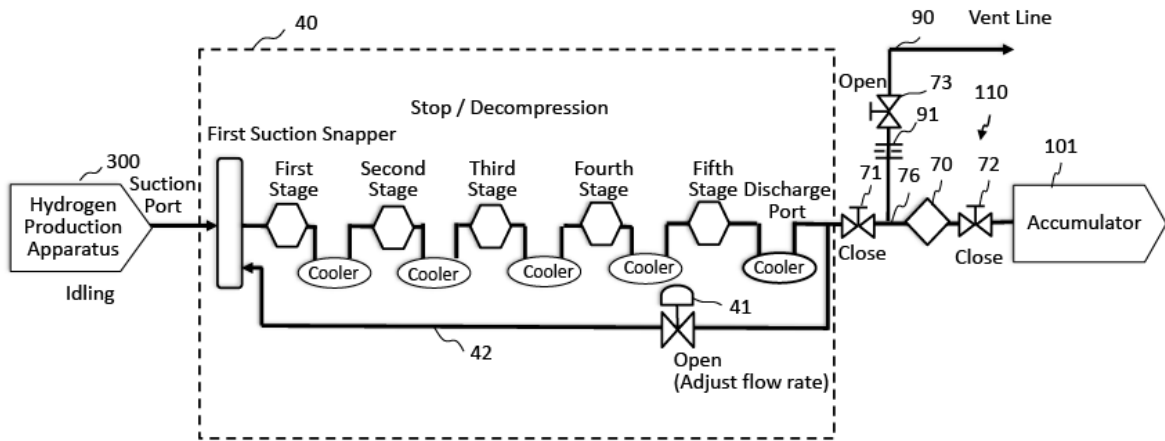 40
90
Vent Line
Open
73
110
Stop / Decompression
91
First Suction Snapper
300
Suction
Port
First
Stage
Second
Stage
Third
Stage
Fourth
Stage
Fifth
Stage
Discharge
Port
71
76
70
72
101
Hydrogen
Production
Apparatus
Accumulator
Close
Close
Cooler
Cooler
Cooler
Cooler
Cooler
Idling
41
42
Open
(Adjust flow rate)